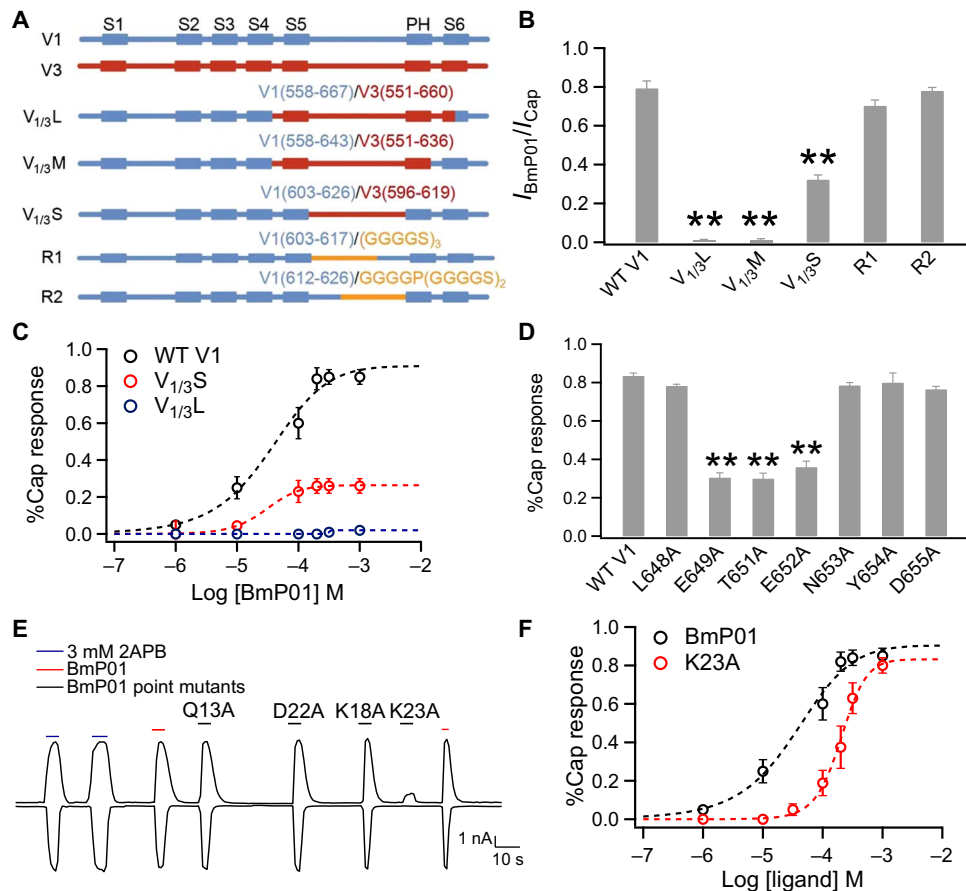 A
S1 S2 S3 S4 S5 PH S6
V1
V3
V1(558-667)/V3(551-660)
V1/3L
V1(558-643)/V3(551-636)
V1/3M
V1(603-626)/V3(596-619)
V1/3S
V1(603-617)/(GGGGS)3
R1
V1(612-626)/GGGGP(GGGGS)2
R2
B
IBmP01/ICap
0.8
0.4
0.0
** ** **
WT V1 V1/3L V1/3M V1/3S R1 R2
C
WT V1
V1/3S
V1/3L
%Cap response
1.0
0.8
0.6
0.4
0.2
0.0
−7 −6 −5 −4 −3 −2
Log [BmP01] M
D
%Cap response
1.0
0.8
0.6
0.4
0.2
0.0
** ** **
WT V1 L648A E649A T651A E652A N653A Y654A D655A
E
3 mM 2APB
BmP01
BmP01 point mutants
Q13A D22A K18A K23A
1 nA
10 s
F
BmP01
K23A
%Cap response
1.0
0.8
0.6
0.4
0.2
0.0
−7 −6 −5 −4 −3 −2
Log [ligand] M